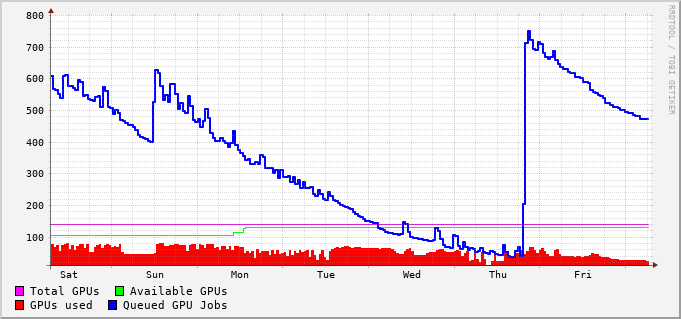 800
700
600
500
400
300
200
100
Sat Sun Mon Tue Wed Thu Fri
Total GPUs Available GPUs
GPUs used Queued GPU Jobs
RRDTOOL / TOBI OETIKER